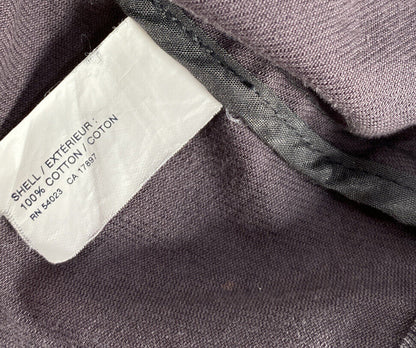 SHELL / EXTÉRIEUR :
100% COTTON / COTON
RN 54023 CA 17897